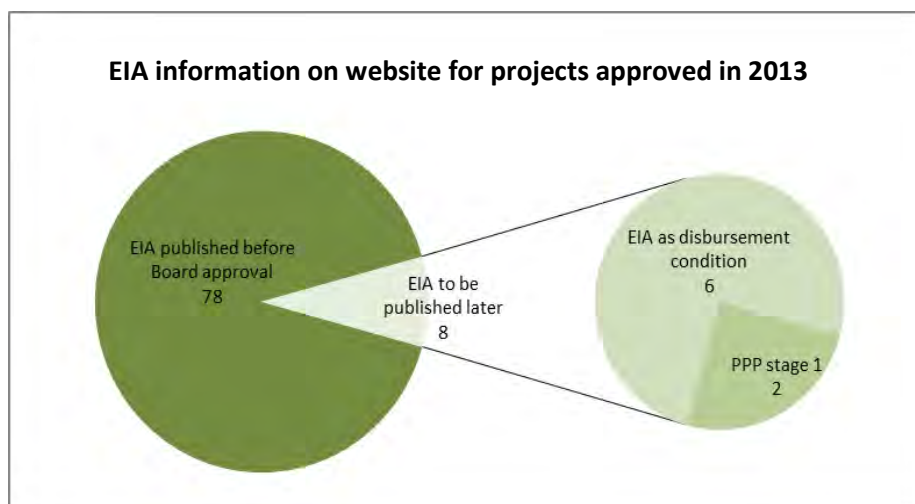 EIA information on website for projects approved in 2013
EIA published before
Board approval
78
EIA to be
published later
8
EIA as disbursement
condition
6
PPP stage 1
2